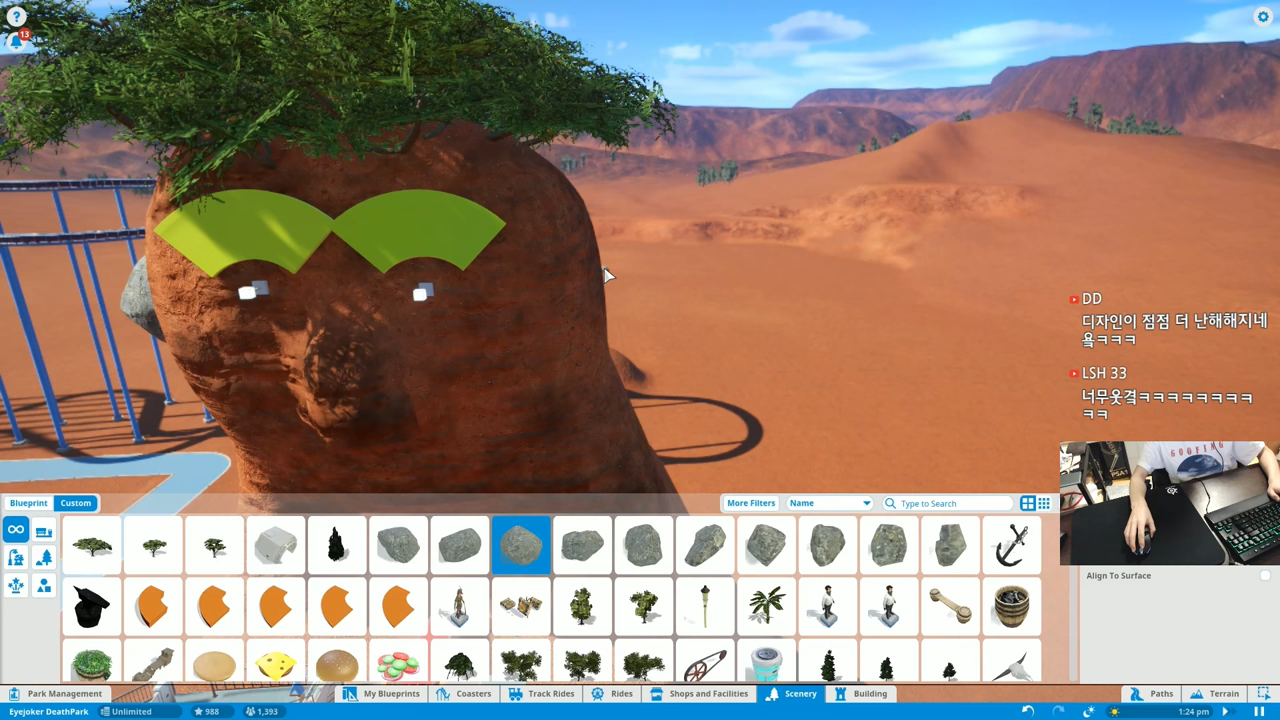 ?
13
DD
디자인이 점점 더 난해해지네
욬ㅋㅋㅋ
LSH 33
너무웃겤ㅋㅋㅋㅋㅋㅋㅋㅋ
ㅋㅋ
GOOFING
Blueprint
Custom
More Filters
Name
Type to Search
Align To Surface
Park Management
My Blueprints
Coasters
Track Rides
Rides
Shops and Facilities
Scenery
Building
Paths
Terrain
Eyejoker DeathPark
Unlimited
988
1,393
1:24 pm